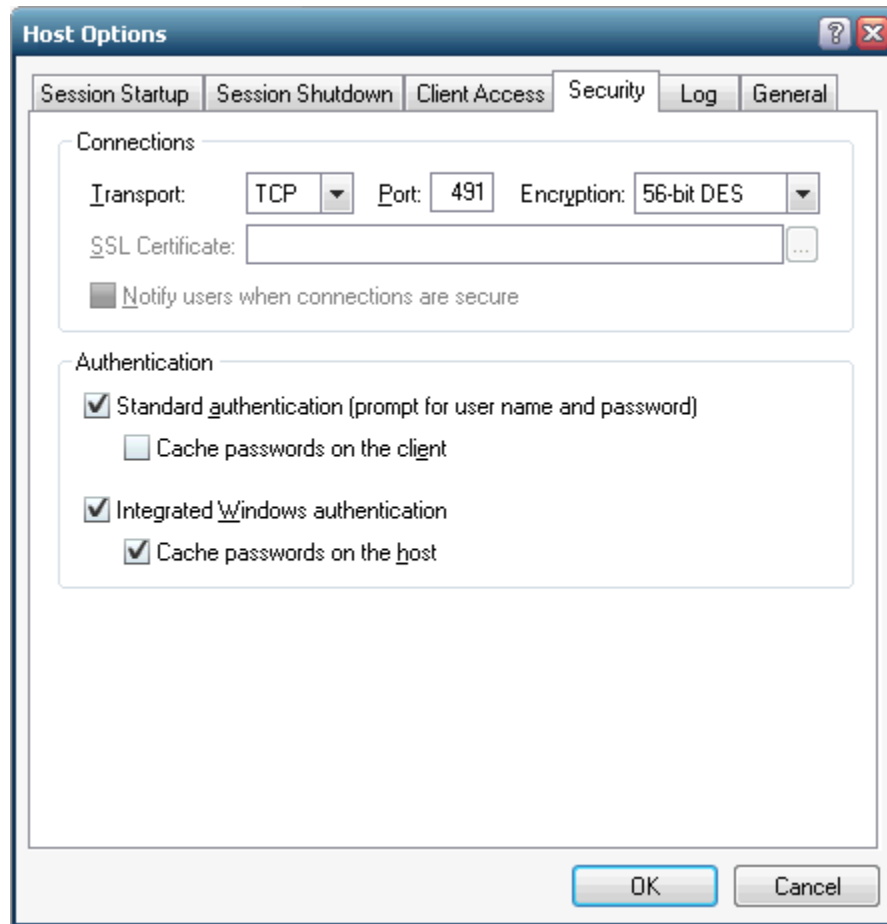 Host Options
Session Startup Session Shutdown Client Access Security Log General
Connections
Transport: TCP Port: 491 Encryption: 56-bit DES
SSL Certificate: ...
Notify users when connections are secure
Authentication
Standard authentication (prompt for user name and password)
Cache passwords on the client
Integrated Windows authentication
Cache passwords on the host
OK Cancel